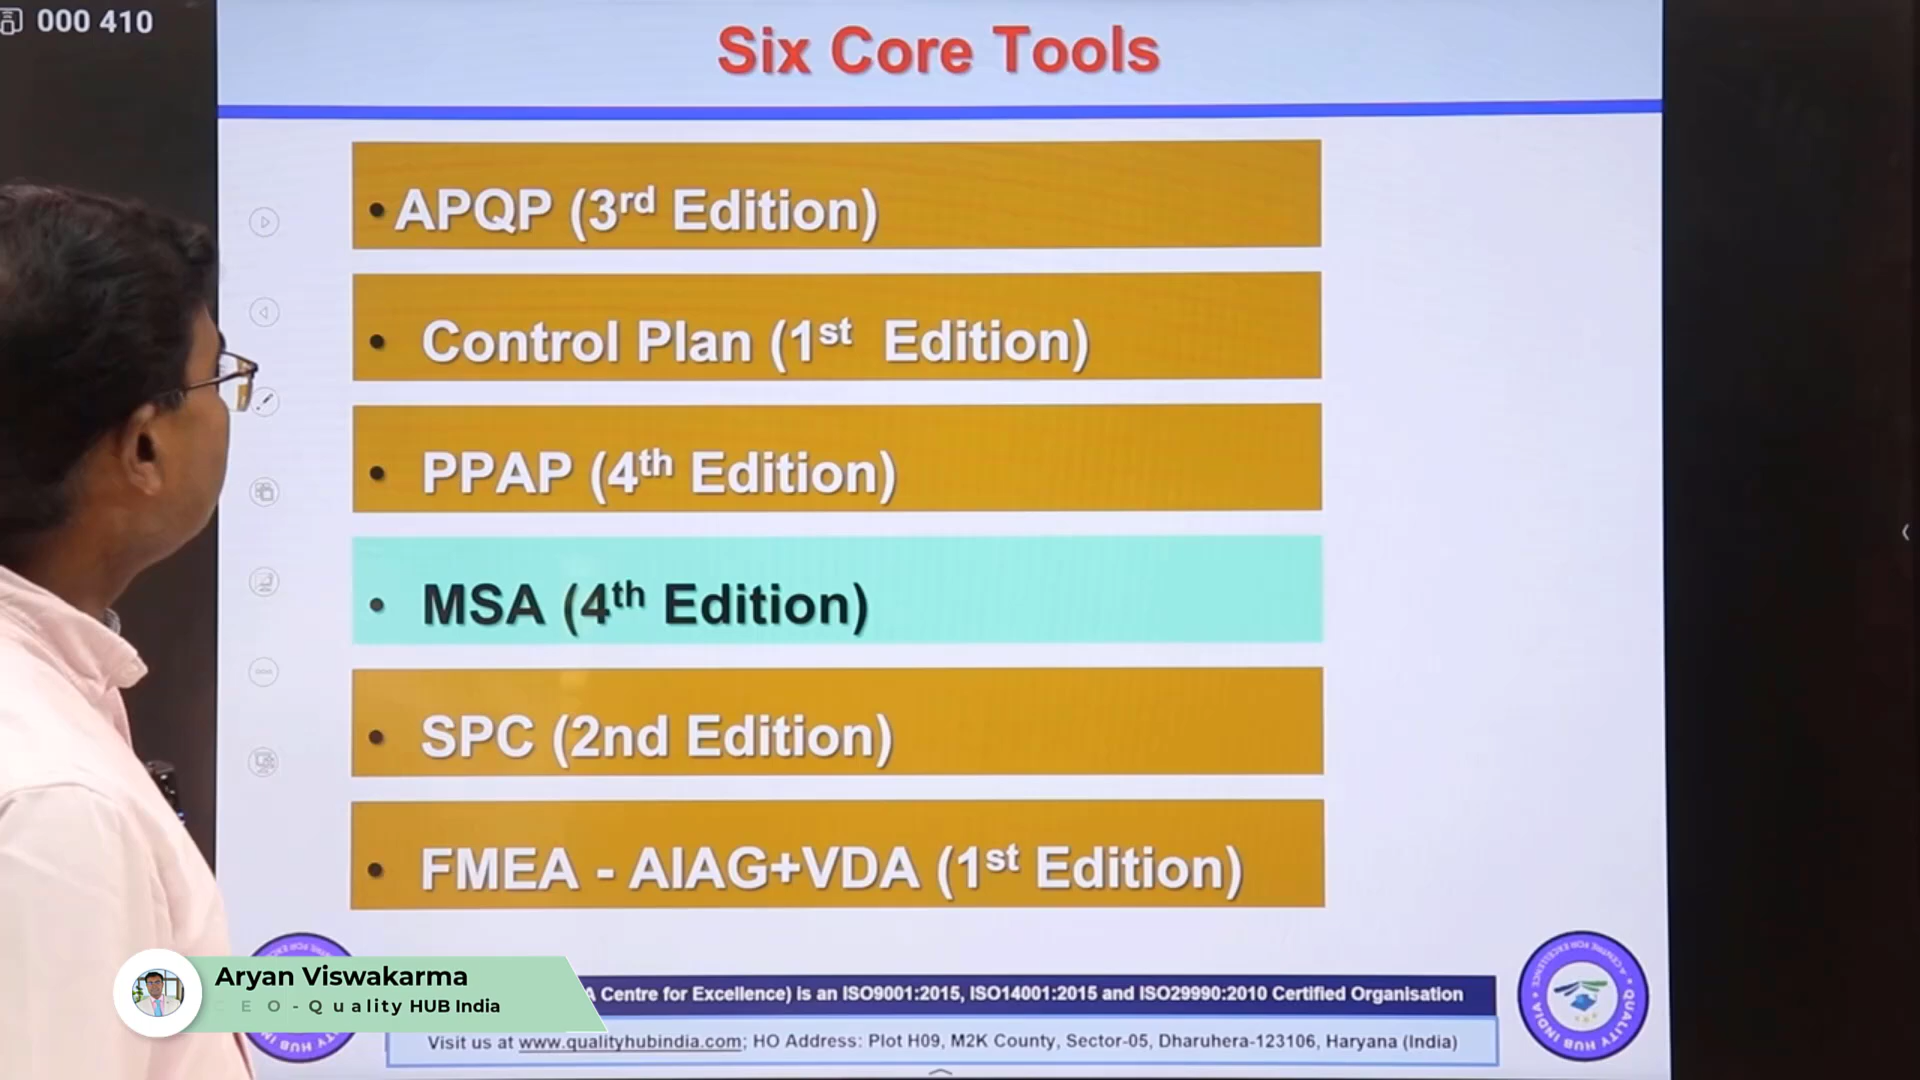 000 410
Six Core Tools
• APQP (3rd Edition)
• Control Plan (1st Edition)
• PPAP (4th Edition)
• MSA (4th Edition)
• SPC (2nd Edition)
• FMEA - AIAG+VDA (1st Edition)
Aryan Viswakarma
E O - Quality HUB India
A Centre for Excellence) is an ISO9001:2015, ISO14001:2015 and ISO29990:2010 Certified Organisation
Visit us at www.qualityhubindia.com; HO Address: Plot H09, M2K County, Sector-05, Dharuhera-123106, Haryana (India)
QUALITY HUB INDIA